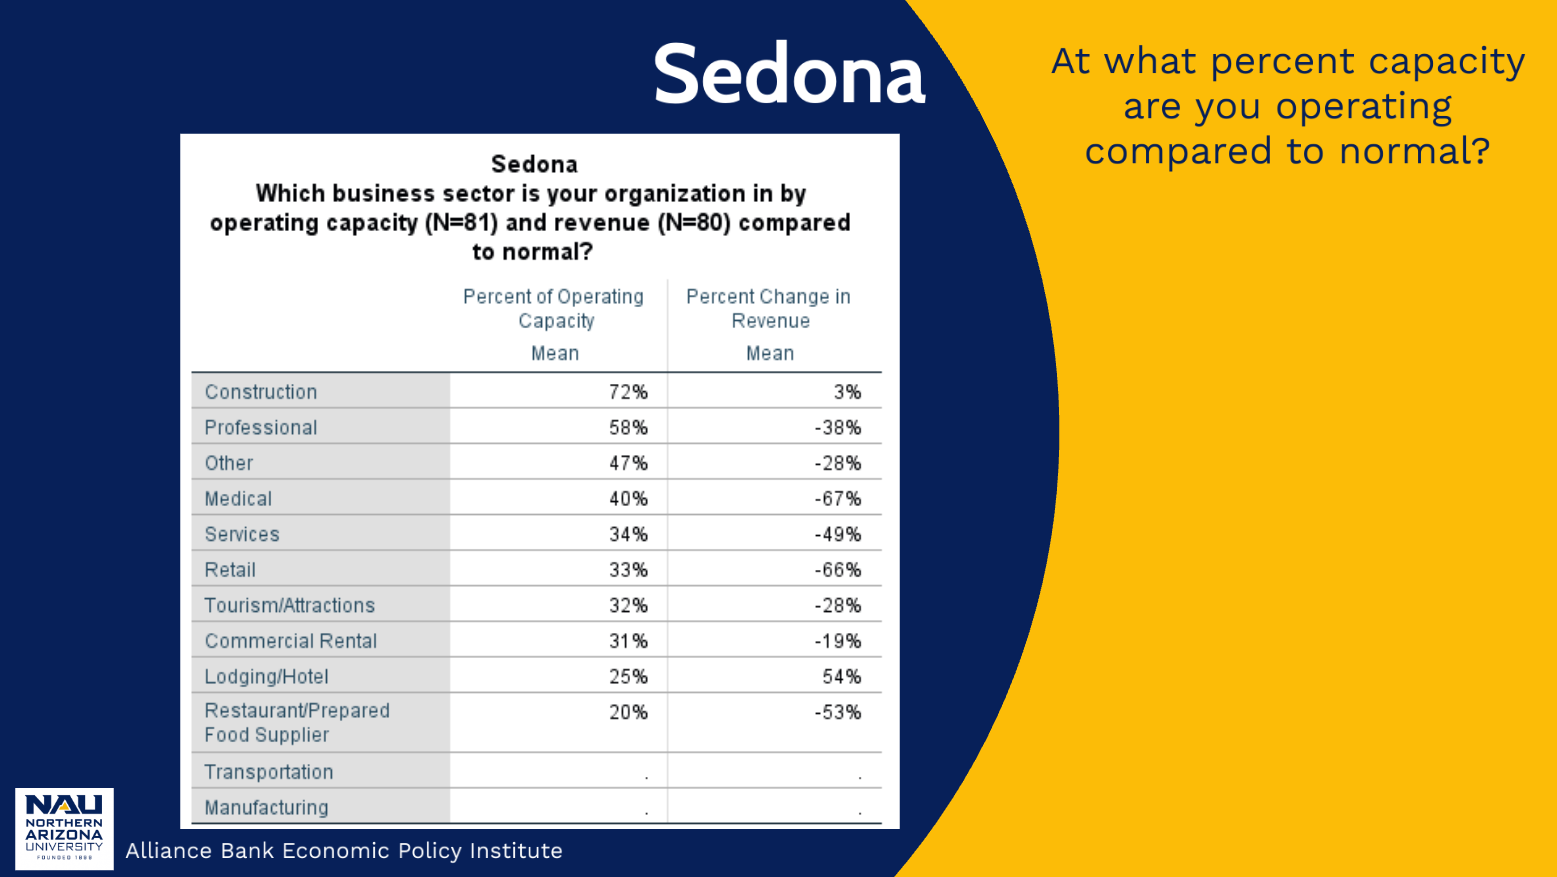 Sedona
At what percent capacity
are you operating
compared to normal?
Sedona
Which business sector is your organization in by
operating capacity (N=81) and revenue (N=80) compared
to normal?
Percent of Operating Capacity Percent Change in Revenue
Mean Mean
Construction 72% 3%
Professional 58% -38%
Other 47% -28%
Medical 40% -67%
Services 34% -49%
Retail 33% -66%
Tourism/Attractions 32% -28%
Commercial Rental 31% -19%
Lodging/Hotel 25% 54%
Restaurant/Prepared
Food Supplier 20% -53%
Transportation . .
Manufacturing . .
NAU
NORTHERN
ARIZONA
UNIVERSITY
FOUNDED 1899
Alliance Bank Economic Policy Institute